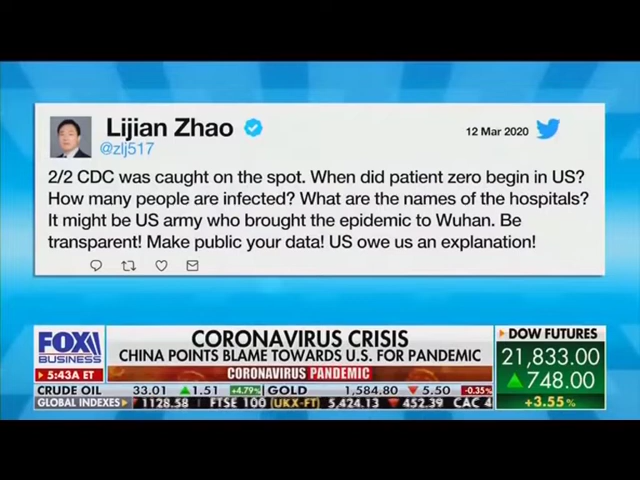 Lijian Zhao
@zlj517
12 Mar 2020
2/2 CDC was caught on the spot. When did patient zero begin in US?
How many people are infected? What are the names of the hospitals?
It might be US army who brought the epidemic to Wuhan. Be
transparent! Make public your data! US owe us an explanation!
FOX
BUSINESS
5:43A ET
CORONAVIRUS CRISIS
CHINA POINTS BLAME TOWARDS U.S. FOR PANDEMIC
CORONAVIRUS PANDEMIC
DOW FUTURES
21,833.00
748.00
+3.55%
CRUDE OIL 33.01 1.51 +4.79% GOLD 1,584.80 5.50 -0.35%
GLOBAL INDEXES 1128.58 FTSE 100 (UKX-FT) 5,424.13 452.39 CAC 4